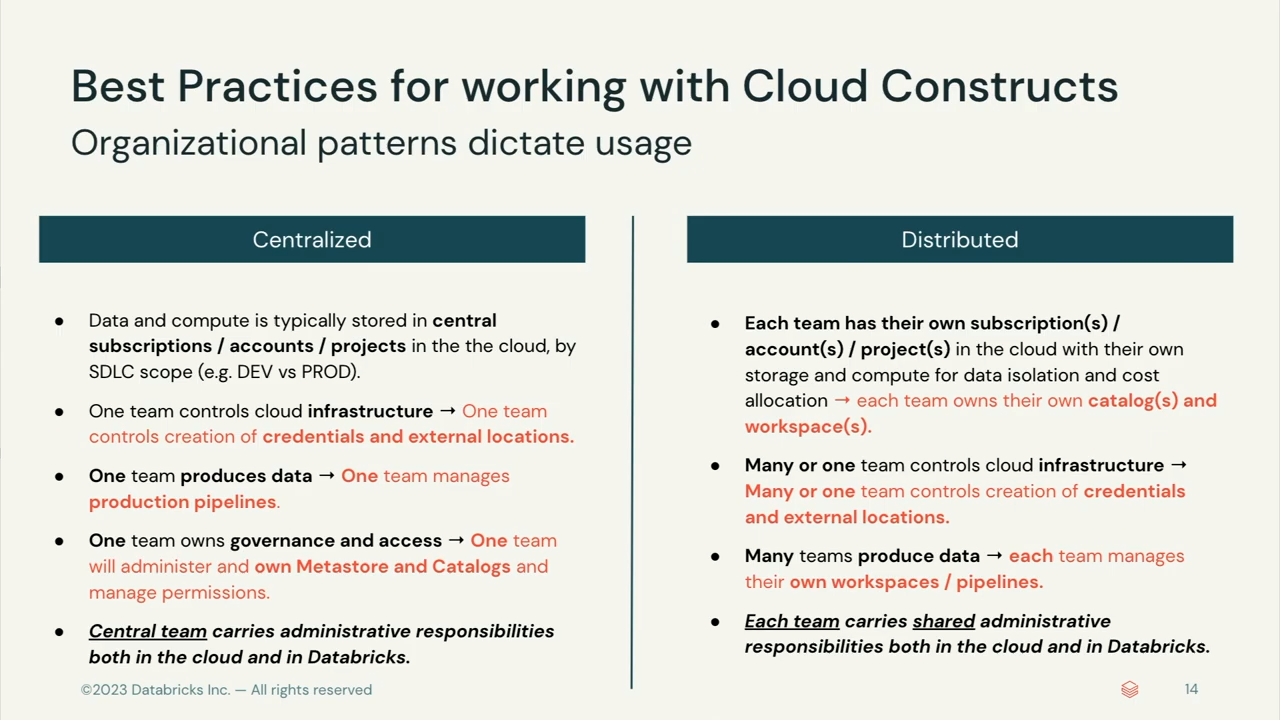 Best Practices for working with Cloud Constructs
Organizational patterns dictate usage
Centralized
● Data and compute is typically stored in central
subscriptions / accounts / projects in the the cloud, by
SDLC scope (e.g. DEV vs PROD).
● One team controls cloud infrastructure → One team
controls creation of credentials and external locations.
● One team produces data → One team manages
production pipelines.
● One team owns governance and access → One team
will administer and own Metastore and Catalogs and
manage permissions.
● Central team carries administrative responsibilities
both in the cloud and in Databricks.
Distributed
● Each team has their own subscription(s) /
account(s) / project(s) in the cloud with their own
storage and compute for data isolation and cost
allocation → each team owns their own catalog(s) and
workspace(s).
● Many or one team controls cloud infrastructure →
Many or one team controls creation of credentials
and external locations.
● Many teams produce data → each team manages
their own workspaces / pipelines.
● Each team carries shared administrative
responsibilities both in the cloud and in Databricks.
©2023 Databricks Inc. — All rights reserved
14